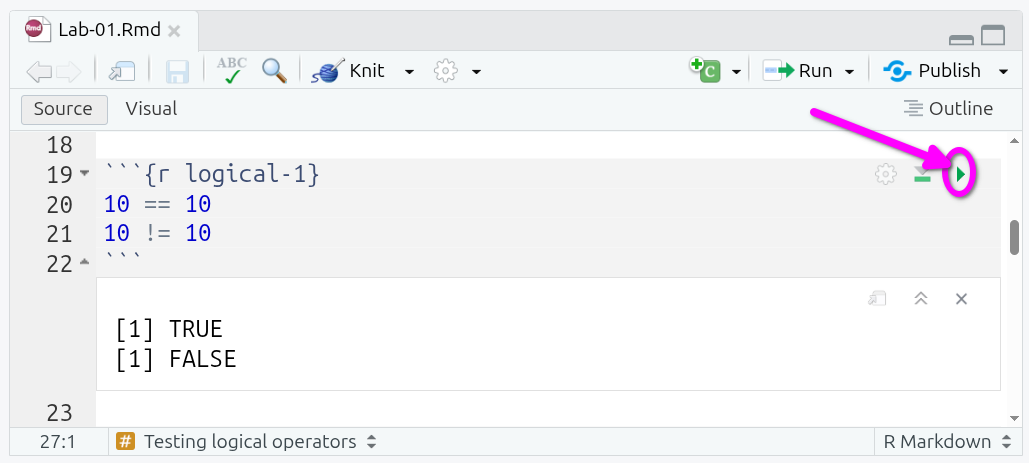 Rmd Lab-01.Rmd
ABC Knit C Run Publish
Source Visual Outline
18
19 ```{r logical-1}
20 10 == 10
21 10 != 10
22 ```
[1] TRUE
[1] FALSE
23
27:1 # Testing logical operators R Markdown